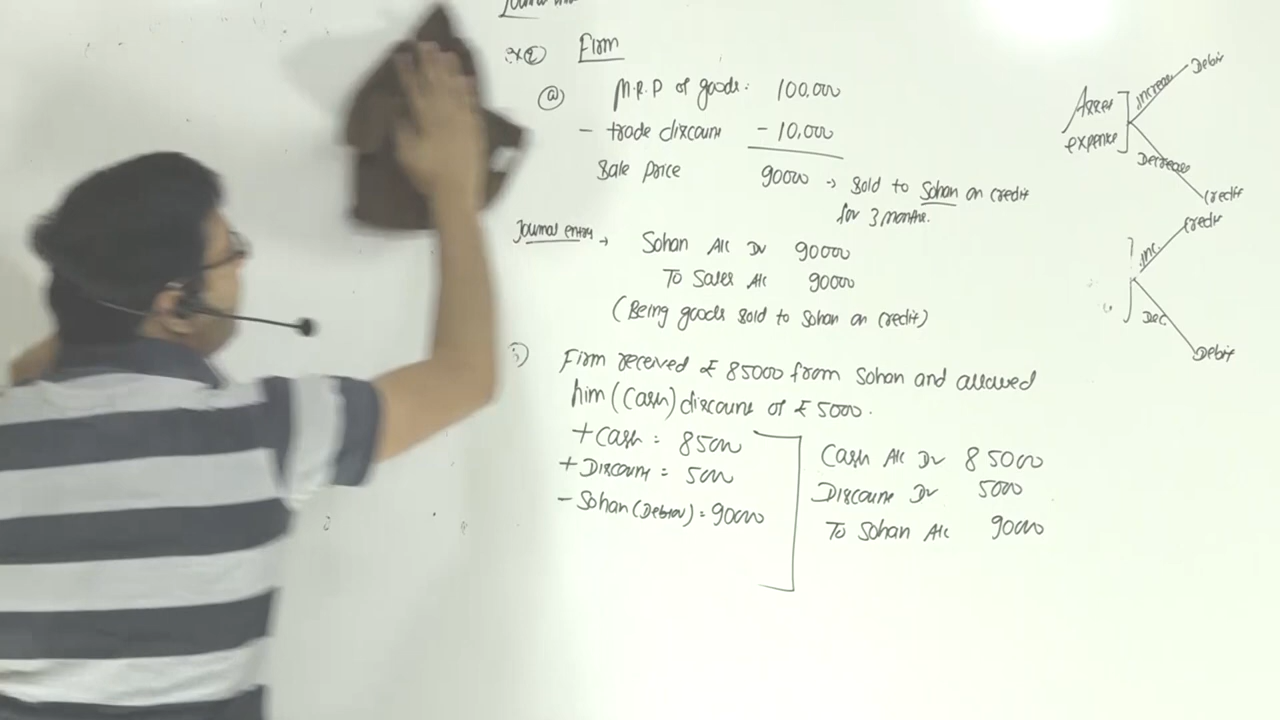 Ex ②
Firm
ⓐ M.R.P of goods: 100,000
- trade discount - 10,000
Sale Price 90000 → Sold to Sohan on credit
for 3 months.
Journal entry → Sohan A/c Dr 90000
To Sales A/c 90000
(Being goods sold to Sohan on credit)
i) Firm received ₹ 85000 from Sohan and allowed
him (Cash) discount of ₹ 5000.
+ Cash = 85000
+ Discount = 5000
- Sohan (Debtor) = 90000
Cash A/c Dr 85000
Discount Dr 5000
To Sohan A/c 90000
Asset
expence
Increase Debit
Decrease
Credit
Inc. Credit
Dec
Debit